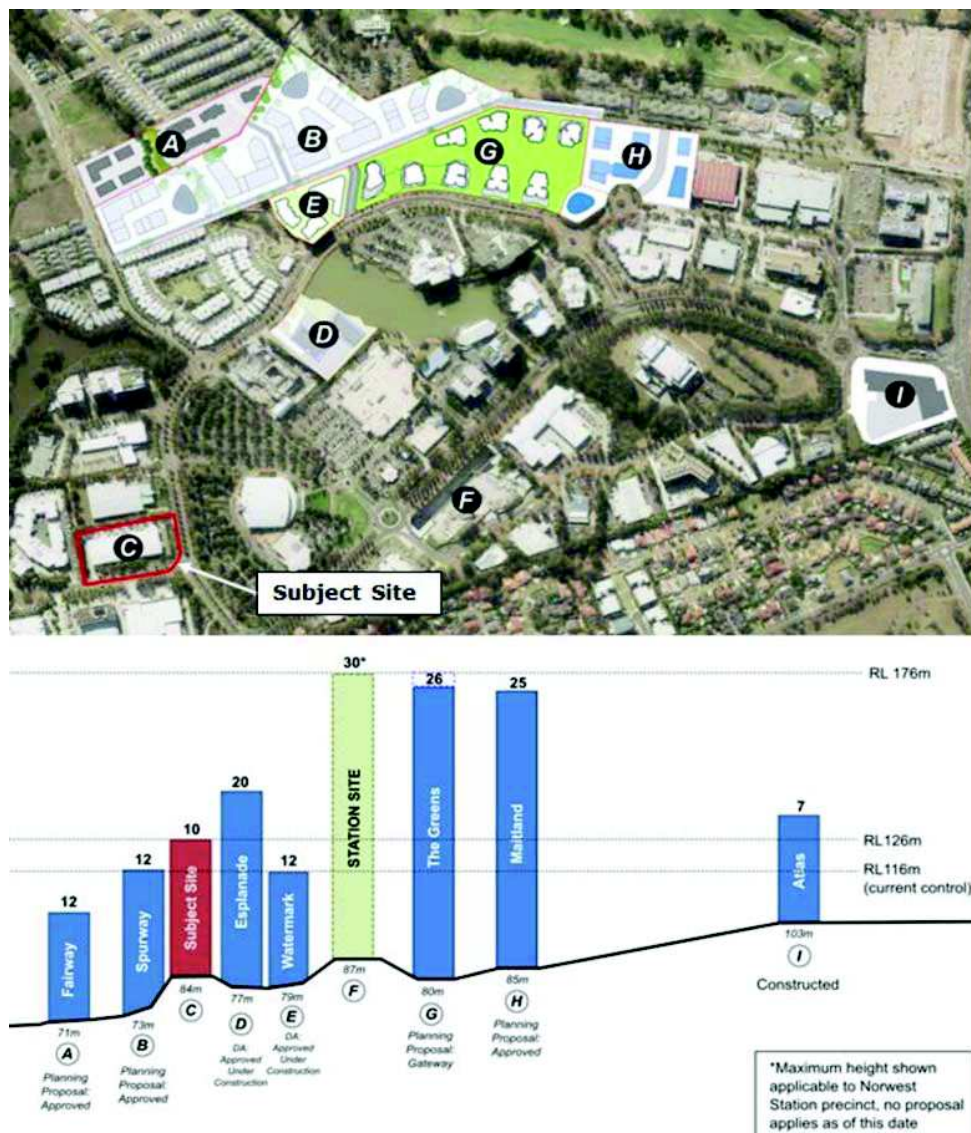 A
B
G
H
E
D
I
F
C
Subject Site
30*
RL 176m
26
25
20
7
10
RL126m
12
12
RL116m
(current control)
12
Fairway
Spurway
Subject Site
Esplanade
Watermark
STATION SITE
The Greens
Maitland
Atlas
71m
A
Planning
Proposal:
Approved
73m
B
Planning
Proposal:
Approved
84m
C
77m
D
DA:
Approved
Under
Construction
79m
E
DA:
Approved
Under
Construction
87m
F
80m
G
Planning
Proposal:
Gateway
85m
H
Planning
Proposal:
Approved
103m
I
Constructed
*Maximum height shown
applicable to Norwest
Station precinct, no proposal
applies as of this date